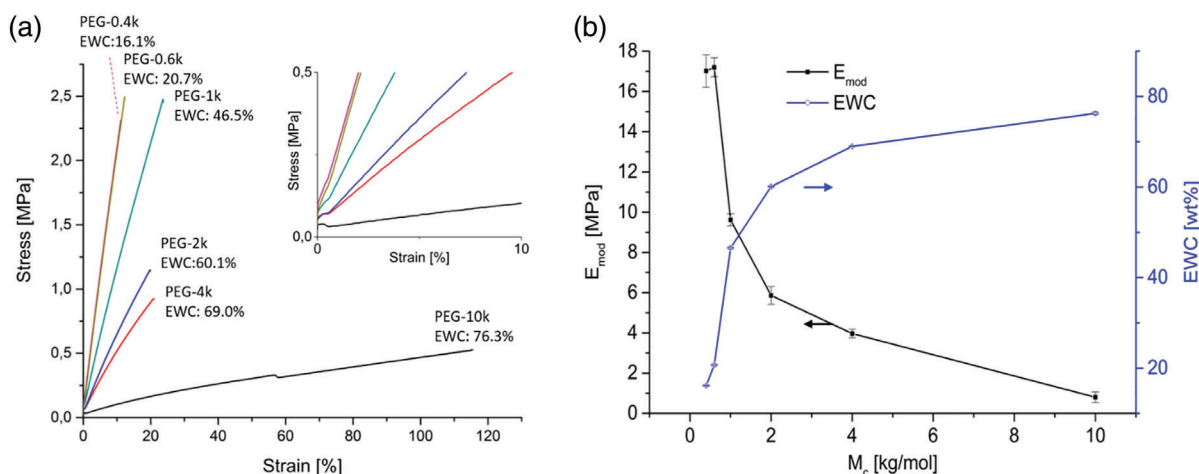 (a)
PEG-0.4k
EWC:16.1%
PEG-0.6k
EWC: 20.7%
PEG-1k
EWC: 46.5%
PEG-2k
EWC:60.1%
PEG-4k
EWC: 69.0%
PEG-10k
EWC: 76.3%
Stress [MPa]
2,5
2,0
1,5
1,0
0,5
0,0
0
20
40
60
80
100
120
Strain [%]
Stress [MPa]
0,5
0,0
0
10
Strain [%]
(b)
E_mod
EWC
E_mod [MPa]
18
16
14
12
10
8
6
4
2
0
0
2
4
6
8
10
M_c [kg/mol]
EWC [wt%]
80
60
40
20